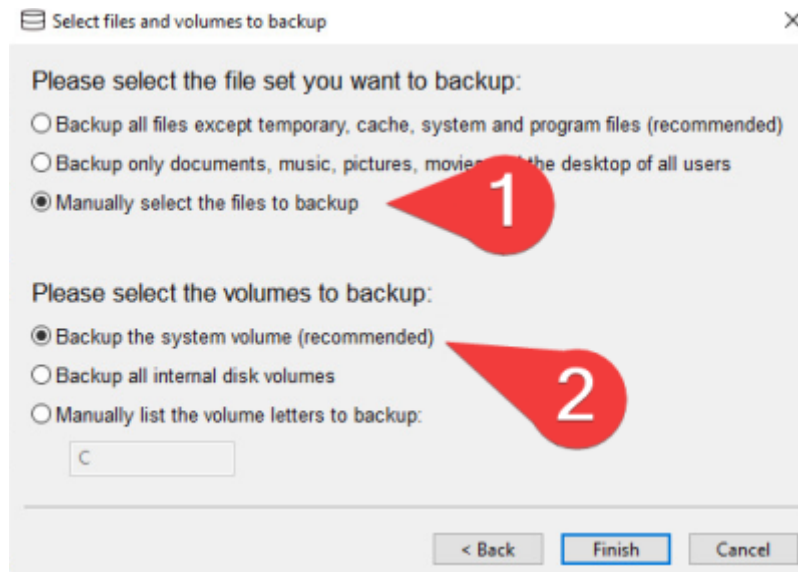 Select files and volumes to backup
Please select the file set you want to backup:
Backup all files except temporary, cache, system and program files (recommended)
Backup only documents, music, pictures, movies the desktop of all users
Manually select the files to backup
1
Please select the volumes to backup:
Backup the system volume (recommended)
Backup all internal disk volumes
2
Manually list the volume letters to backup:
C
< Back Finish Cancel